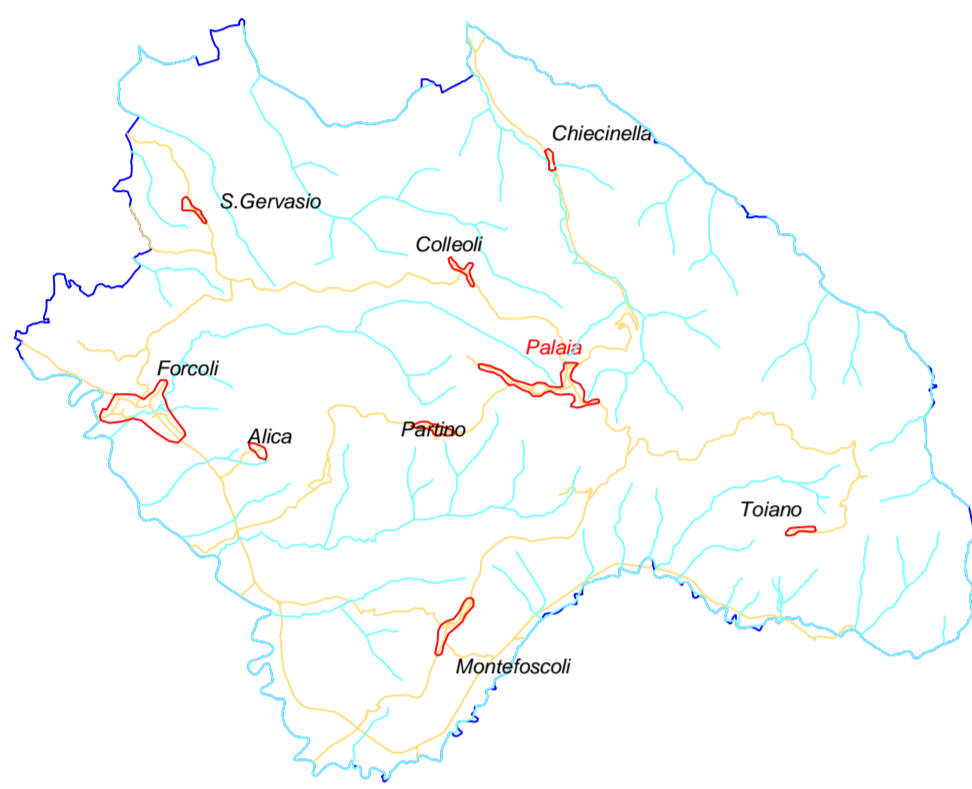 Chiecinella
S.Gervasio
Colleoli
Palaia
Forcoli
Partino
Alica
Toiano
Montefoscoli